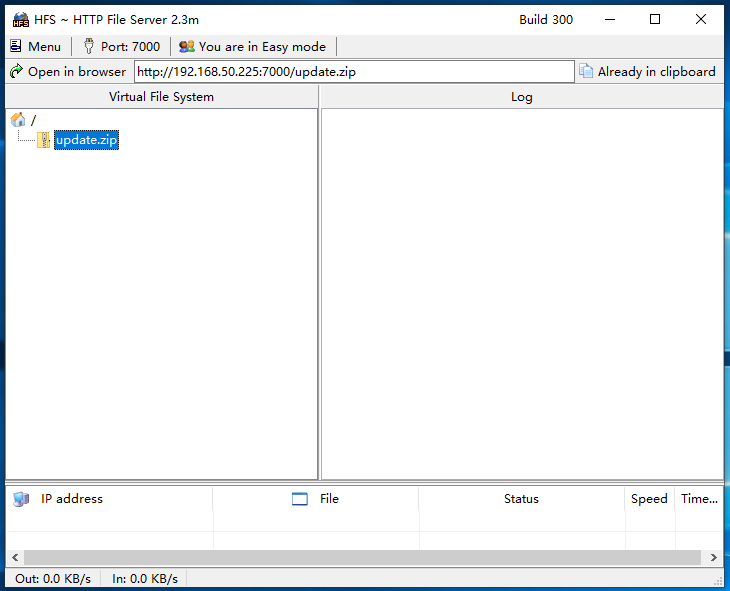 HFS ~ HTTP File Server 2.3m Build 300
Menu Port: 7000 You are in Easy mode
Open in browser http://192.168.50.225:7000/update.zip Already in clipboard
Virtual File System Log
/
update.zip
IP address File Status Speed Time...
Out: 0.0 KB/s In: 0.0 KB/s